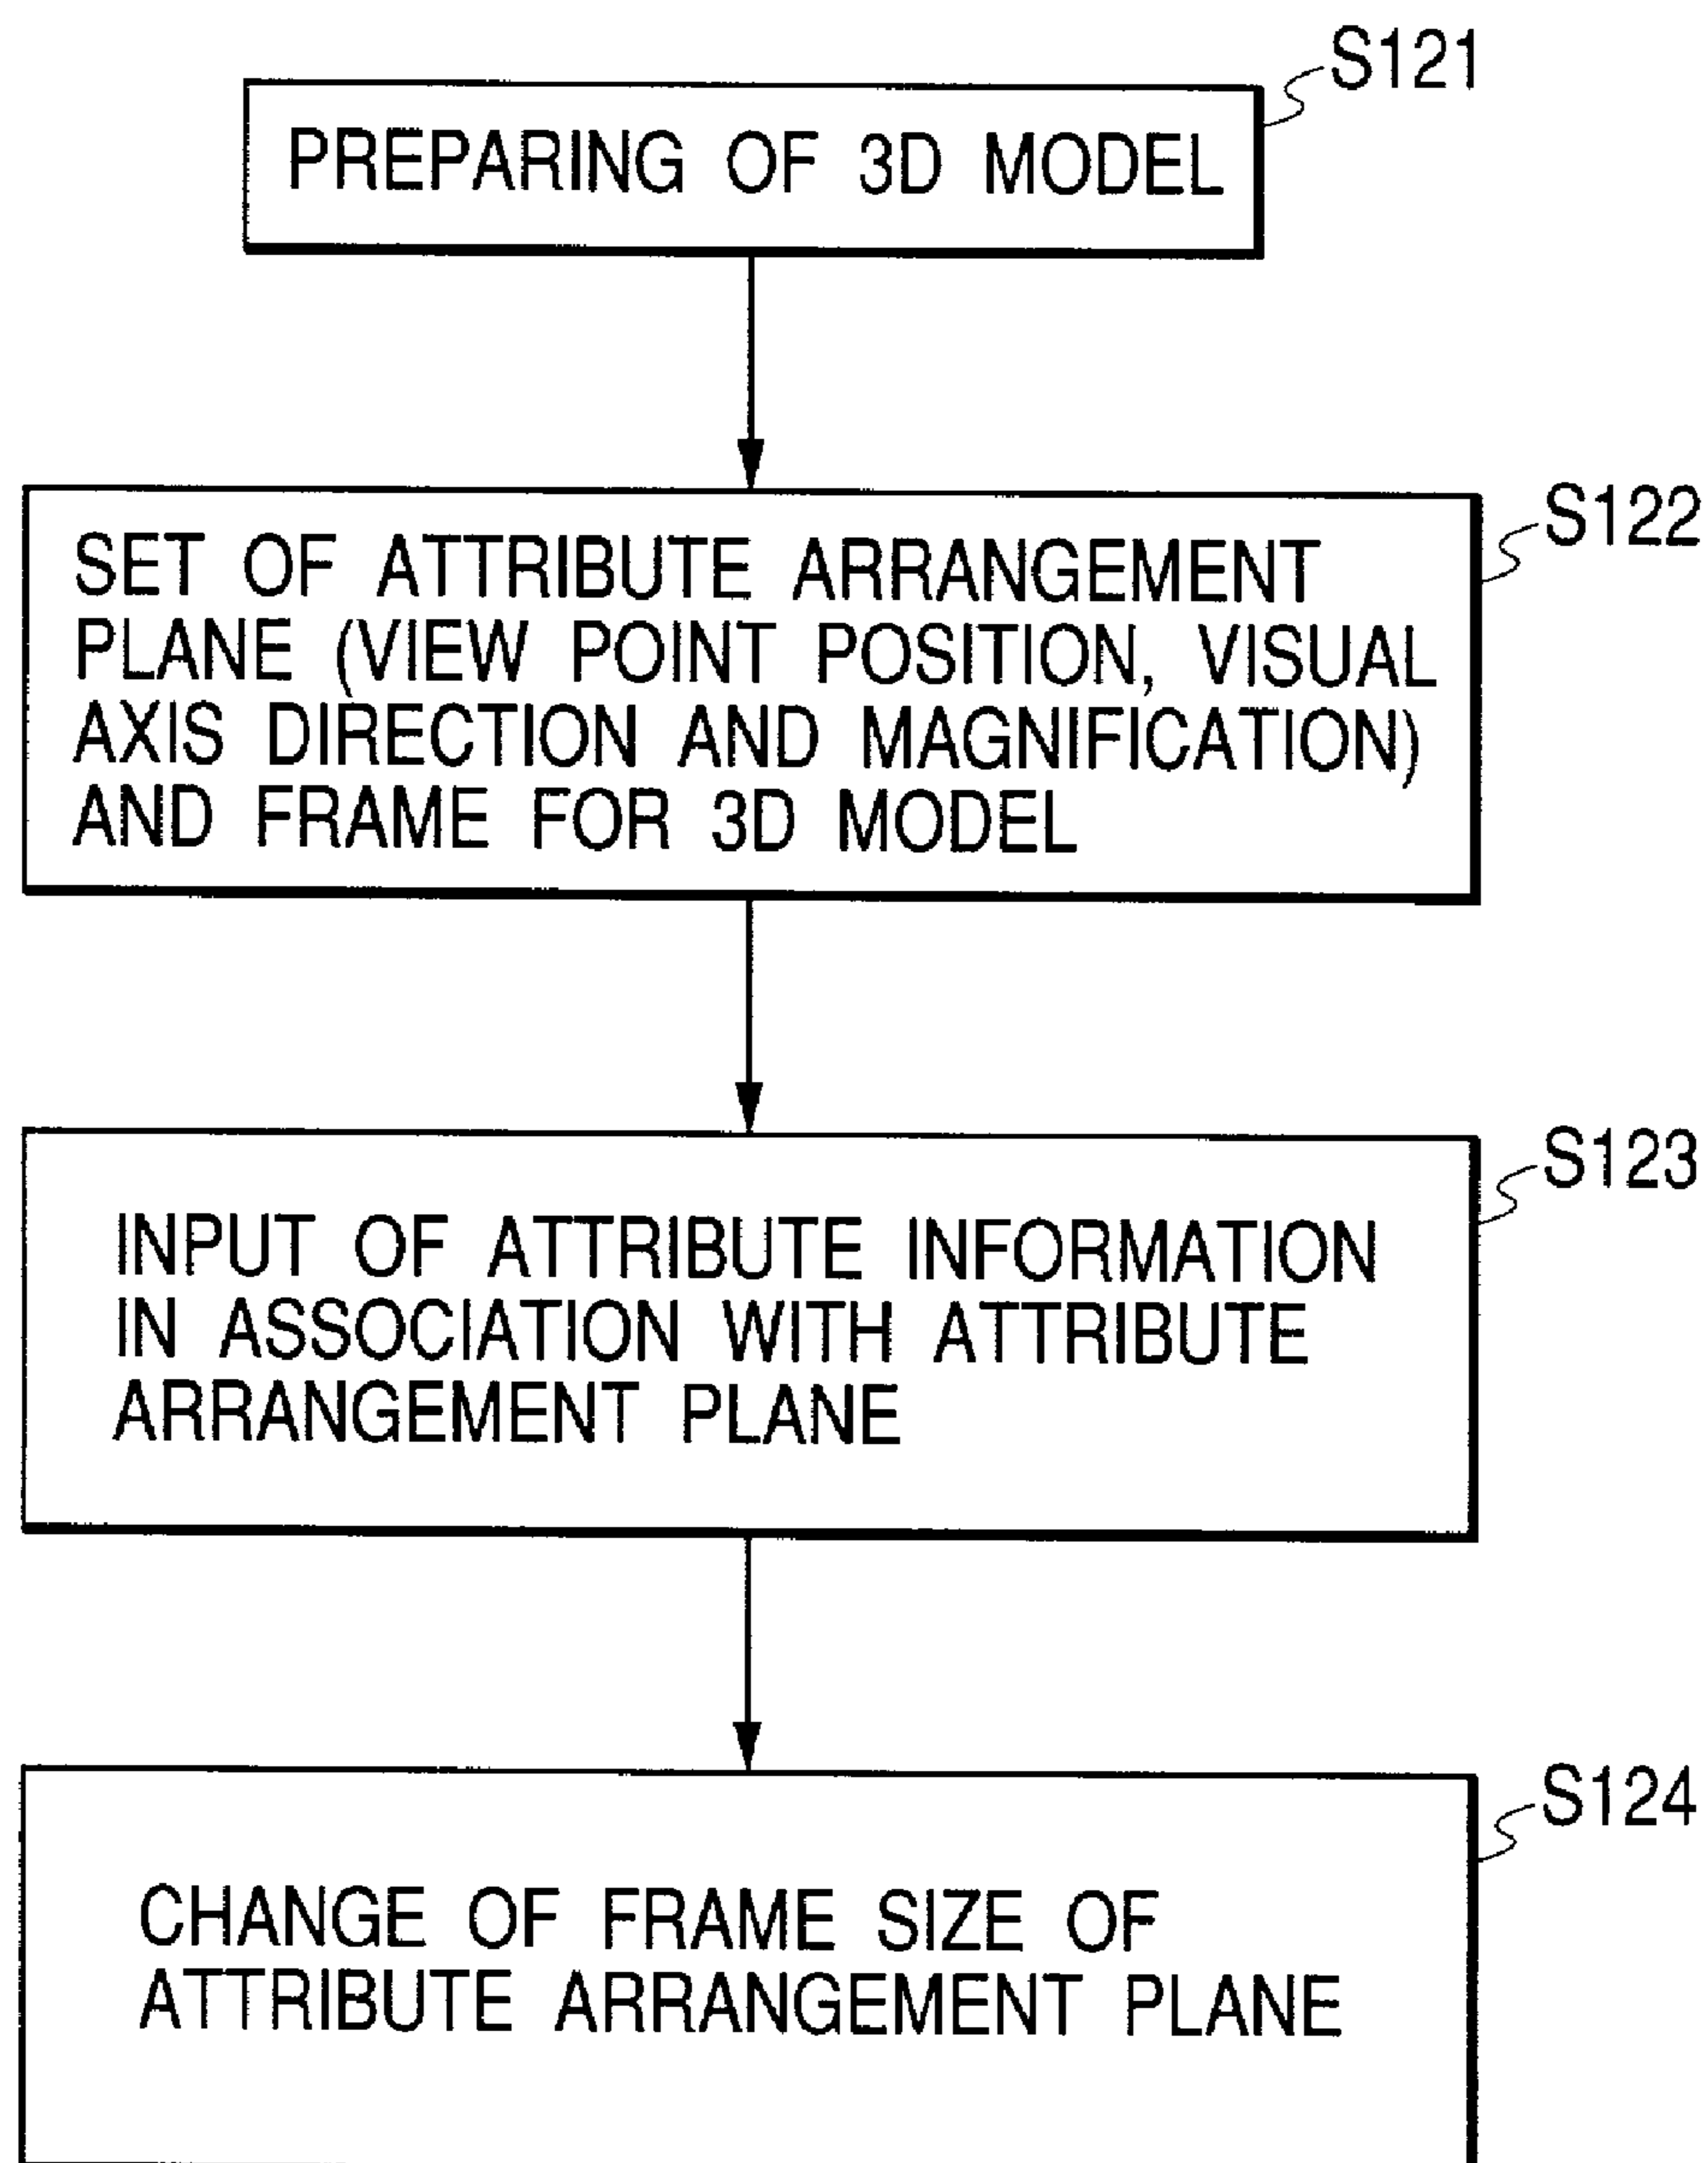 S121
PREPARING OF 3D MODEL
S122
SET OF ATTRIBUTE ARRANGEMENT
PLANE (VIEW POINT POSITION, VISUAL
AXIS DIRECTION AND MAGNIFICATION)
AND FRAME FOR 3D MODEL
S123
INPUT OF ATTRIBUTE INFORMATION
IN ASSOCIATION WITH ATTRIBUTE
ARRANGEMENT PLANE
S124
CHANGE OF FRAME SIZE OF
ATTRIBUTE ARRANGEMENT PLANE